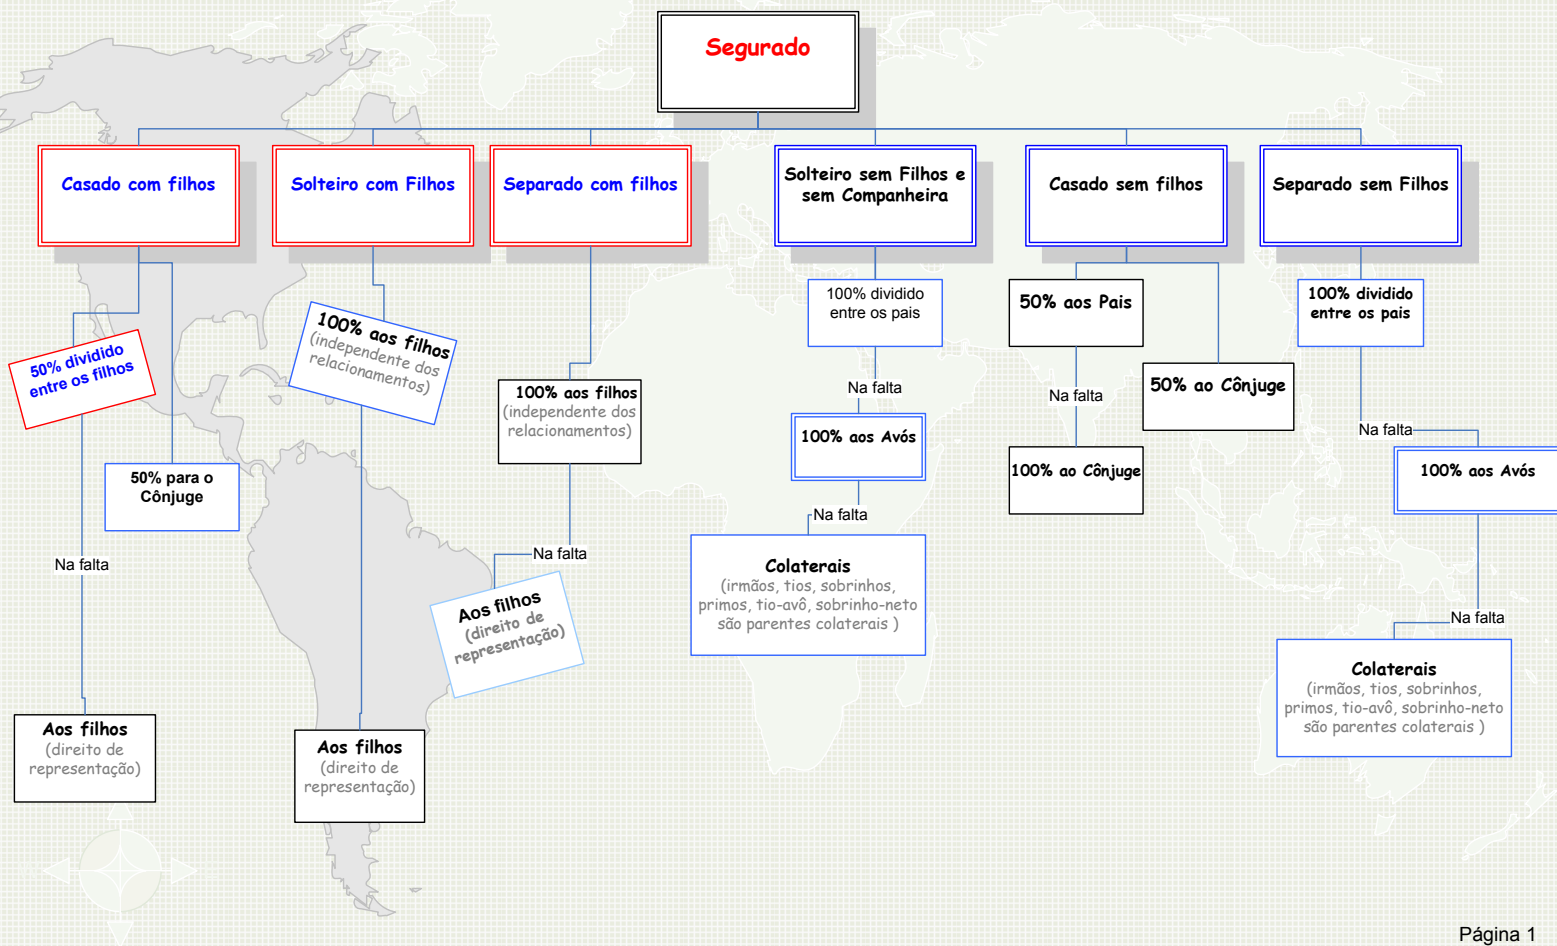 Segurado
Casado com filhos
Solteiro com Filhos
Separado com filhos
Solteiro sem Filhos e
sem Companheira
Casado sem filhos
Separado sem Filhos
50% dividido
entre os filhos
50% para o
Cônjuge
Na falta
Aos filhos
(direito de
representação)
100% aos filhos
(independente dos
relacionamentos)
Aos filhos
(direito de
representação)
100% aos filhos
(independente dos
relacionamentos)
Na falta
Aos filhos
(direito de
representação)
100% dividido
entre os pais
Na falta
100% aos Avós
Na falta
Colaterais
(irmãos, tios, sobrinhos,
primos, tio-avô, sobrinho-neto
são parentes colaterais )
50% aos Pais
Na falta
100% ao Cônjuge
50% ao Cônjuge
100% dividido
entre os pais
Na falta
100% aos Avós
Na falta
Colaterais
(irmãos, tios, sobrinhos,
primos, tio-avô, sobrinho-neto
são parentes colaterais )
Página 1